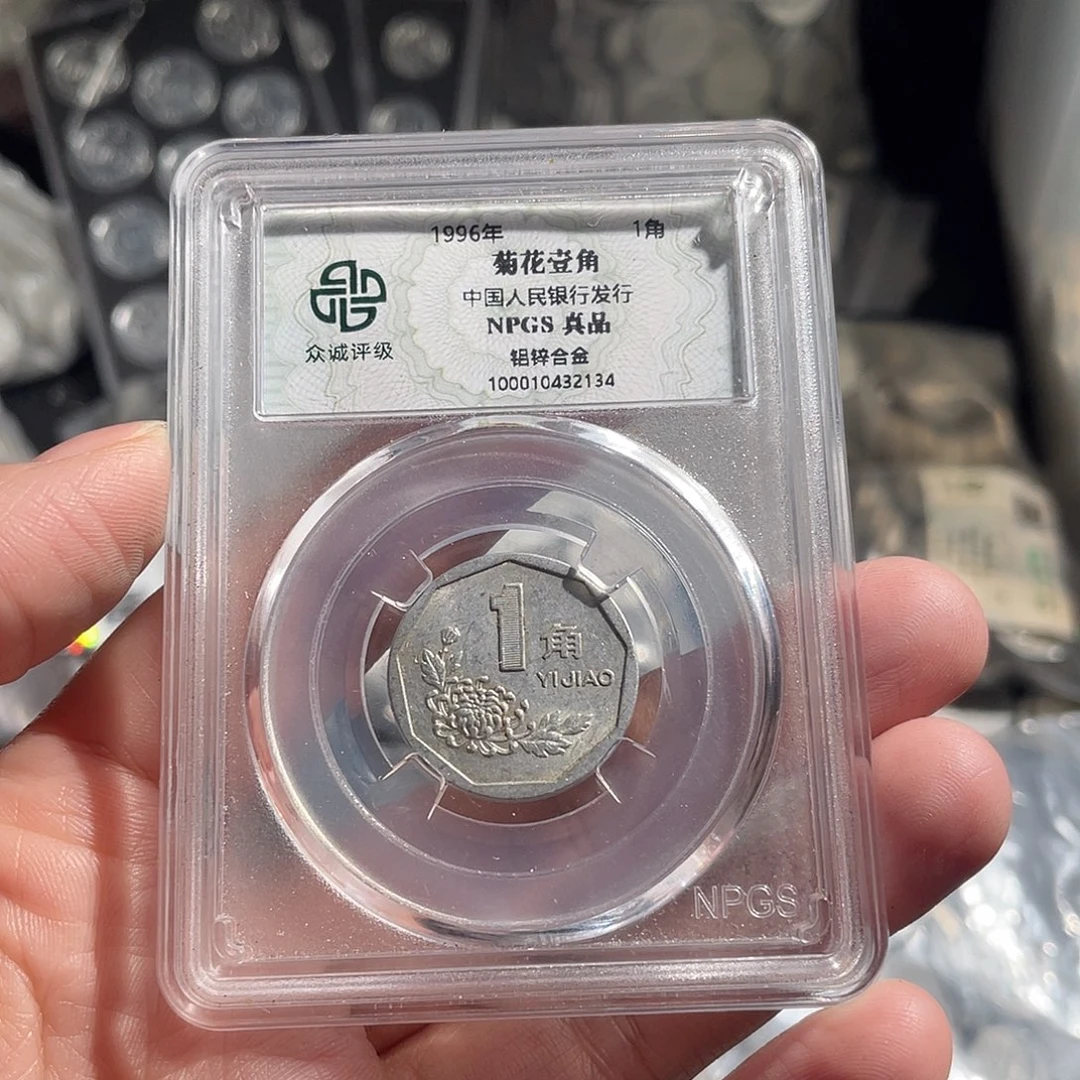 1996年 1角
菊花壹角
中国人民银行发行
NPGS 真品
铝锌合金
100010432134
众诚评级
1角
YIJIAO
NPGS